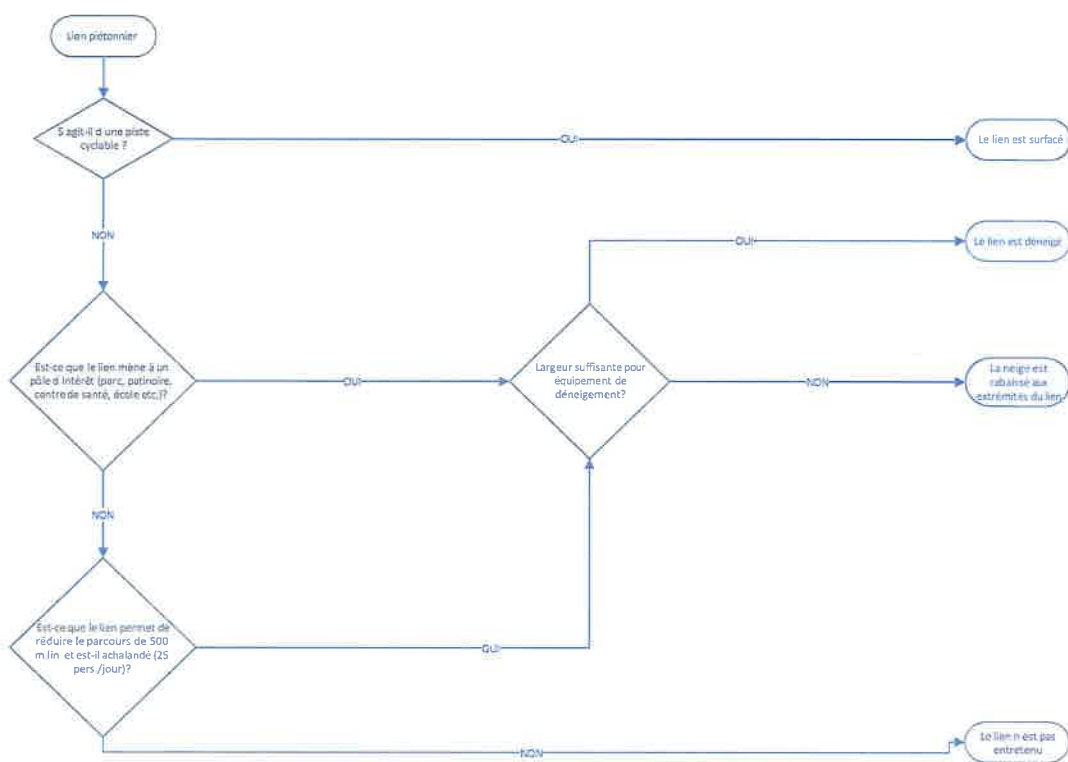 Lien piétonnier
S agit-il d une piste
cyclable ?
OUI
Le lien est surfacé
NON
OUI
Le lien est déneigé
Est-ce que le lien mène à un
pôle d intérêt (parc, patinoire,
centre de santé, école etc.)?
OUI
Largeur suffisante pour
équipement de
déneigement?
NON
La neige est
rabaissé aux
extrémités du lien
NON
Est-ce que le lien permet de
réduire le parcours de 500
m.lin et est-il achalandé (25
pers /jour)?
OUI
NON
Le lien n est pas
entretenu